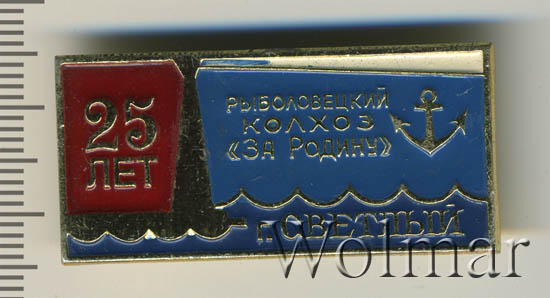 25
ЛЕТ
РЫБОЛОВЕЦКИЙ
КОЛХОЗ
«ЗА РОДИНУ»
г. СВЕТЛЫЙ
Wolmar